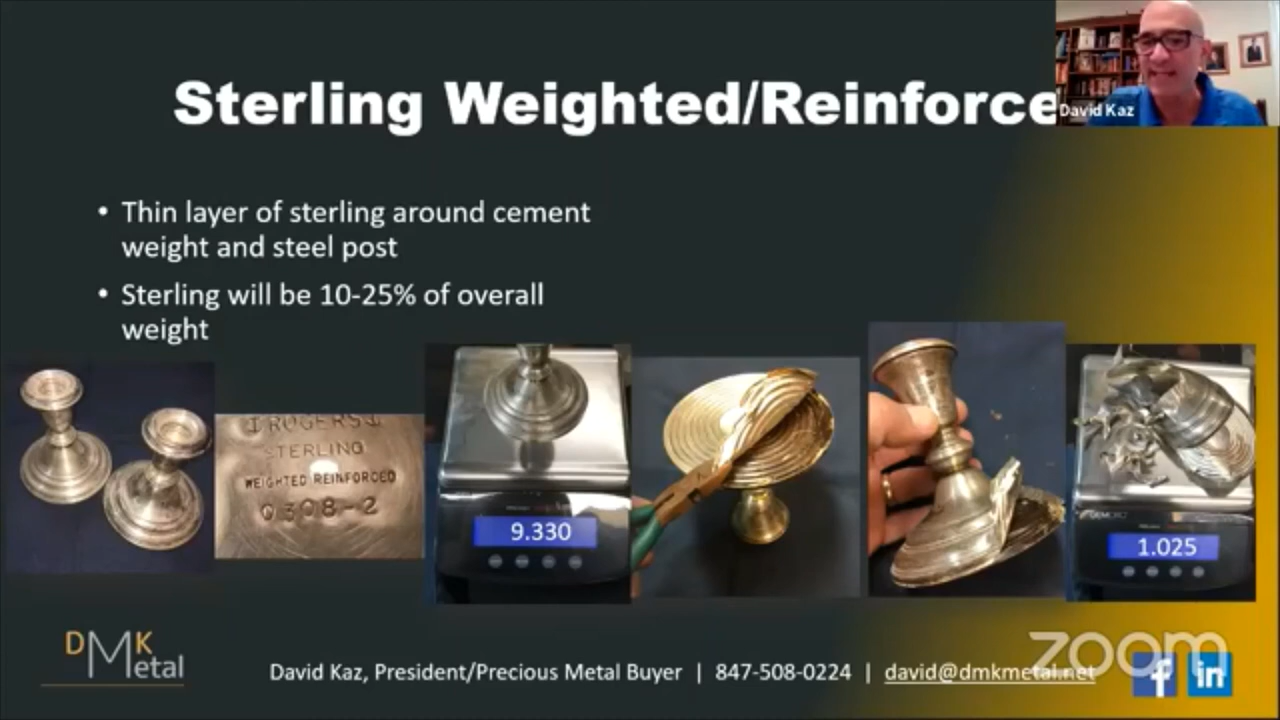 Sterling Weighted/Reinforce
David Kaz
• Thin layer of sterling around cement
weight and steel post
• Sterling will be 10-25% of overall
weight
STERLING
WEIGHTED REINFORCED
0308-2
9.330
1.025
DMK
Metal
David Kaz, President/Precious Metal Buyer | 847-508-0224 | david@dmkmetal.net
zoom
f in